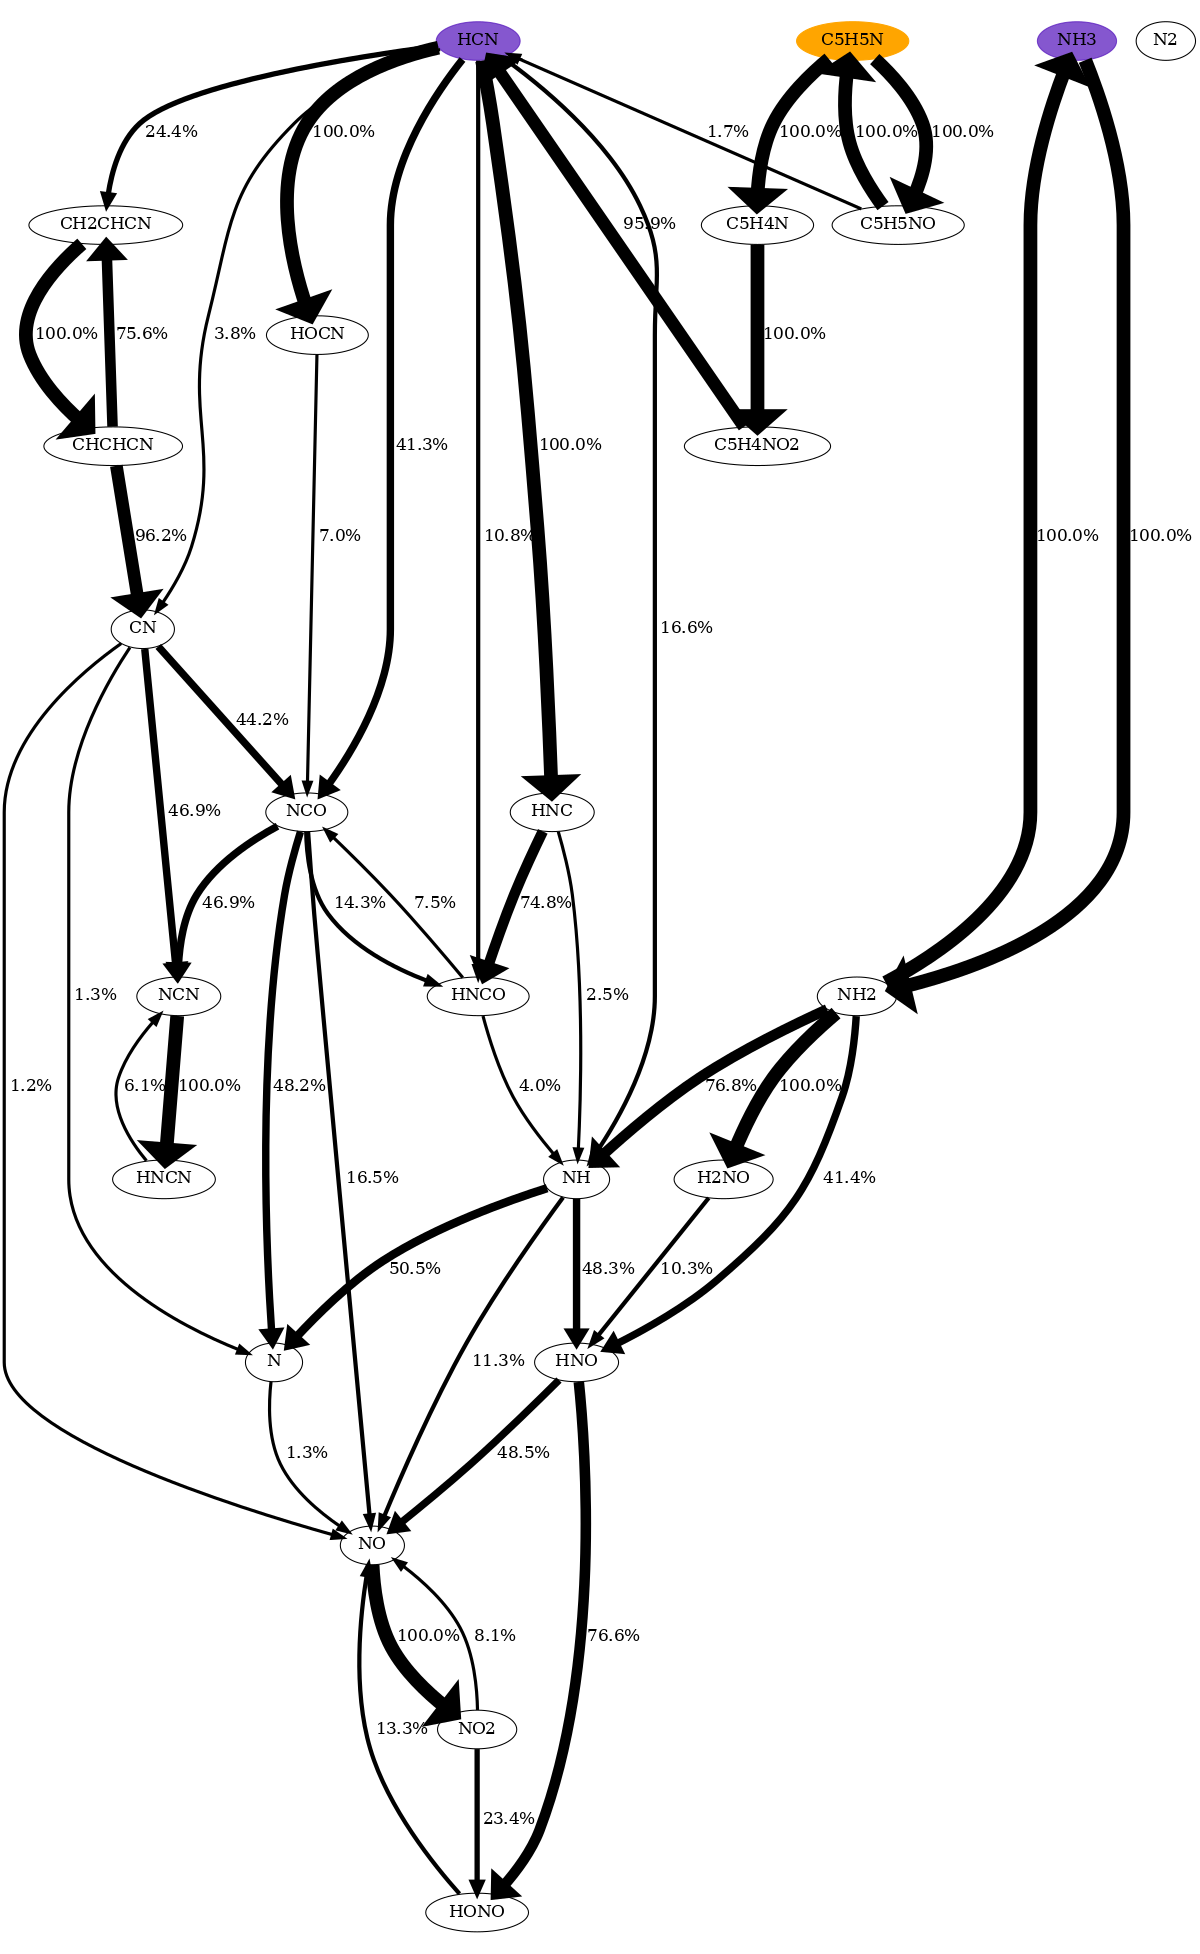 HCN
C5H5N
NH3
N2
24.4%
100.0%
1.7%
100.0%
100.0%
100.0%
CH2CHCN
95.9%
C5H4N
C5H5NO
100.0%
75.6%
3.8%
HOCN
100.0%
CHCHCN
41.3%
100.0%
C5H4NO2
96.2%
7.0%
10.8%
100.0%
100.0%
CN
16.6%
44.2%
46.9%
NCO
HNC
46.9%
14.3%
7.5%
74.8%
1.3%
NCN
HNCO
2.5%
NH2
1.2%
6.1%
100.0%
48.2%
4.0%
76.8%
100.0%
HNCN
16.5%
NH
H2NO
41.4%
50.5%
48.3%
10.3%
N
11.3%
HNO
1.3%
48.5%
NO
100.0%
8.1%
76.6%
13.3%
NO2
23.4%
HONO